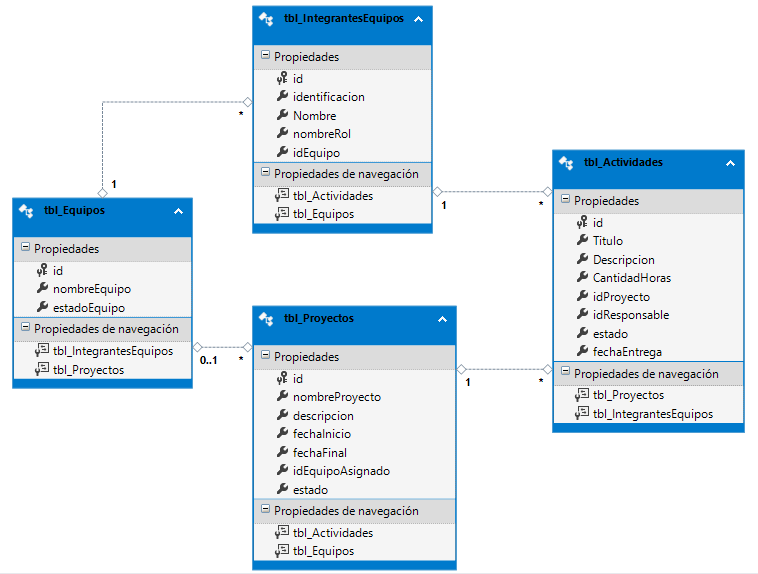 tbl_IntegrantesEquipos
Propiedades
id
identificacion
Nombre
nombreRol
idEquipo
Propiedades de navegación
tbl_Actividades
tbl_Equipos
*
1
1
*
tbl_Equipos
Propiedades
id
nombreEquipo
estadoEquipo
Propiedades de navegación
tbl_IntegrantesEquipos
tbl_Proyectos
0..1
*
tbl_Proyectos
Propiedades
id
nombreProyecto
descripcion
fechaInicio
fechaFinal
idEquipoAsignado
estado
Propiedades de navegación
tbl_Actividades
tbl_Equipos
1
*
tbl_Actividades
Propiedades
id
Titulo
Descripcion
CantidadHoras
idProyecto
idResponsable
estado
fechaEntrega
Propiedades de navegación
tbl_Proyectos
tbl_IntegrantesEquipos